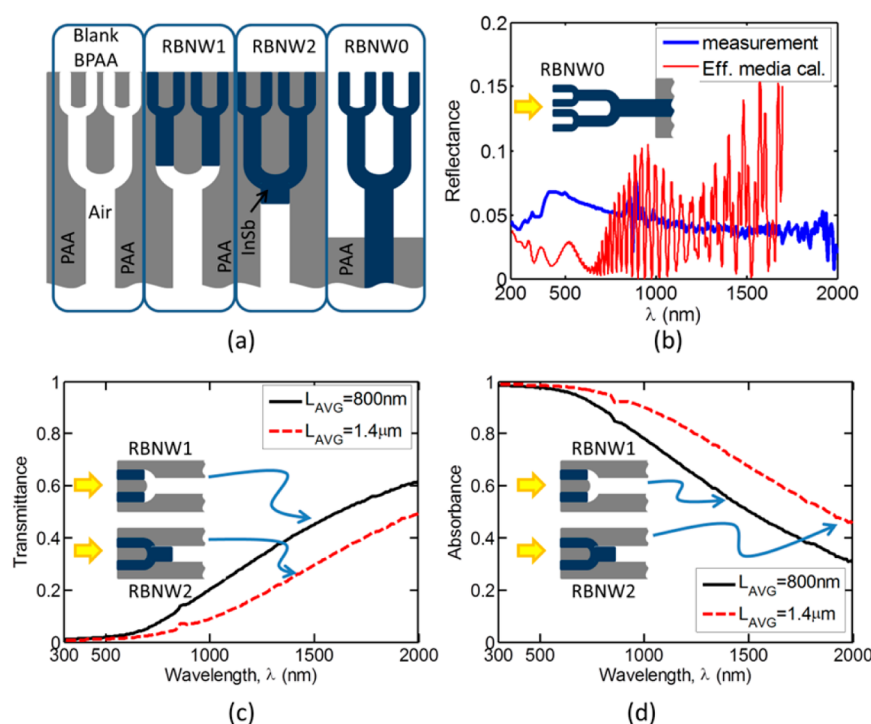 Blank
BPAA
RBNW1
RBNW2
RBNW0
Air
PAA
PAA
PAA
InSb
PAA
(a)
measurement
Eff. media cal.
RBNW0
Reflectance
0.2
0.15
0.1
0.05
0
200
500
1000
1500
2000
λ (nm)
(b)
L_AVG=800nm
L_AVG=1.4μm
RBNW1
RBNW2
Transmittance
1
0.8
0.6
0.4
0.2
0
300
500
1000
1500
2000
Wavelength, λ (nm)
(c)
RBNW1
RBNW2
L_AVG=800nm
L_AVG=1.4μm
Absorbance
1
0.8
0.6
0.4
0.2
0
300
500
1000
1500
2000
Wavelength, λ (nm)
(d)